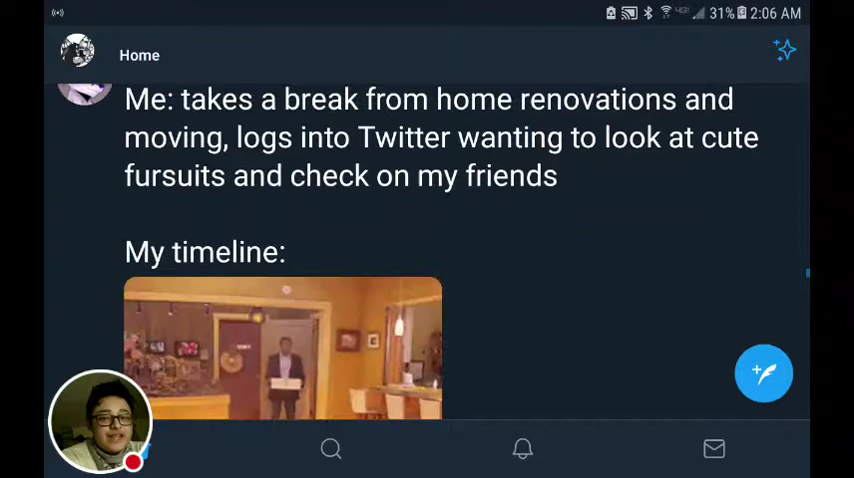 31% 2:06 AM
Home
Me: takes a break from home renovations and
moving, logs into Twitter wanting to look at cute
fursuits and check on my friends
My timeline: